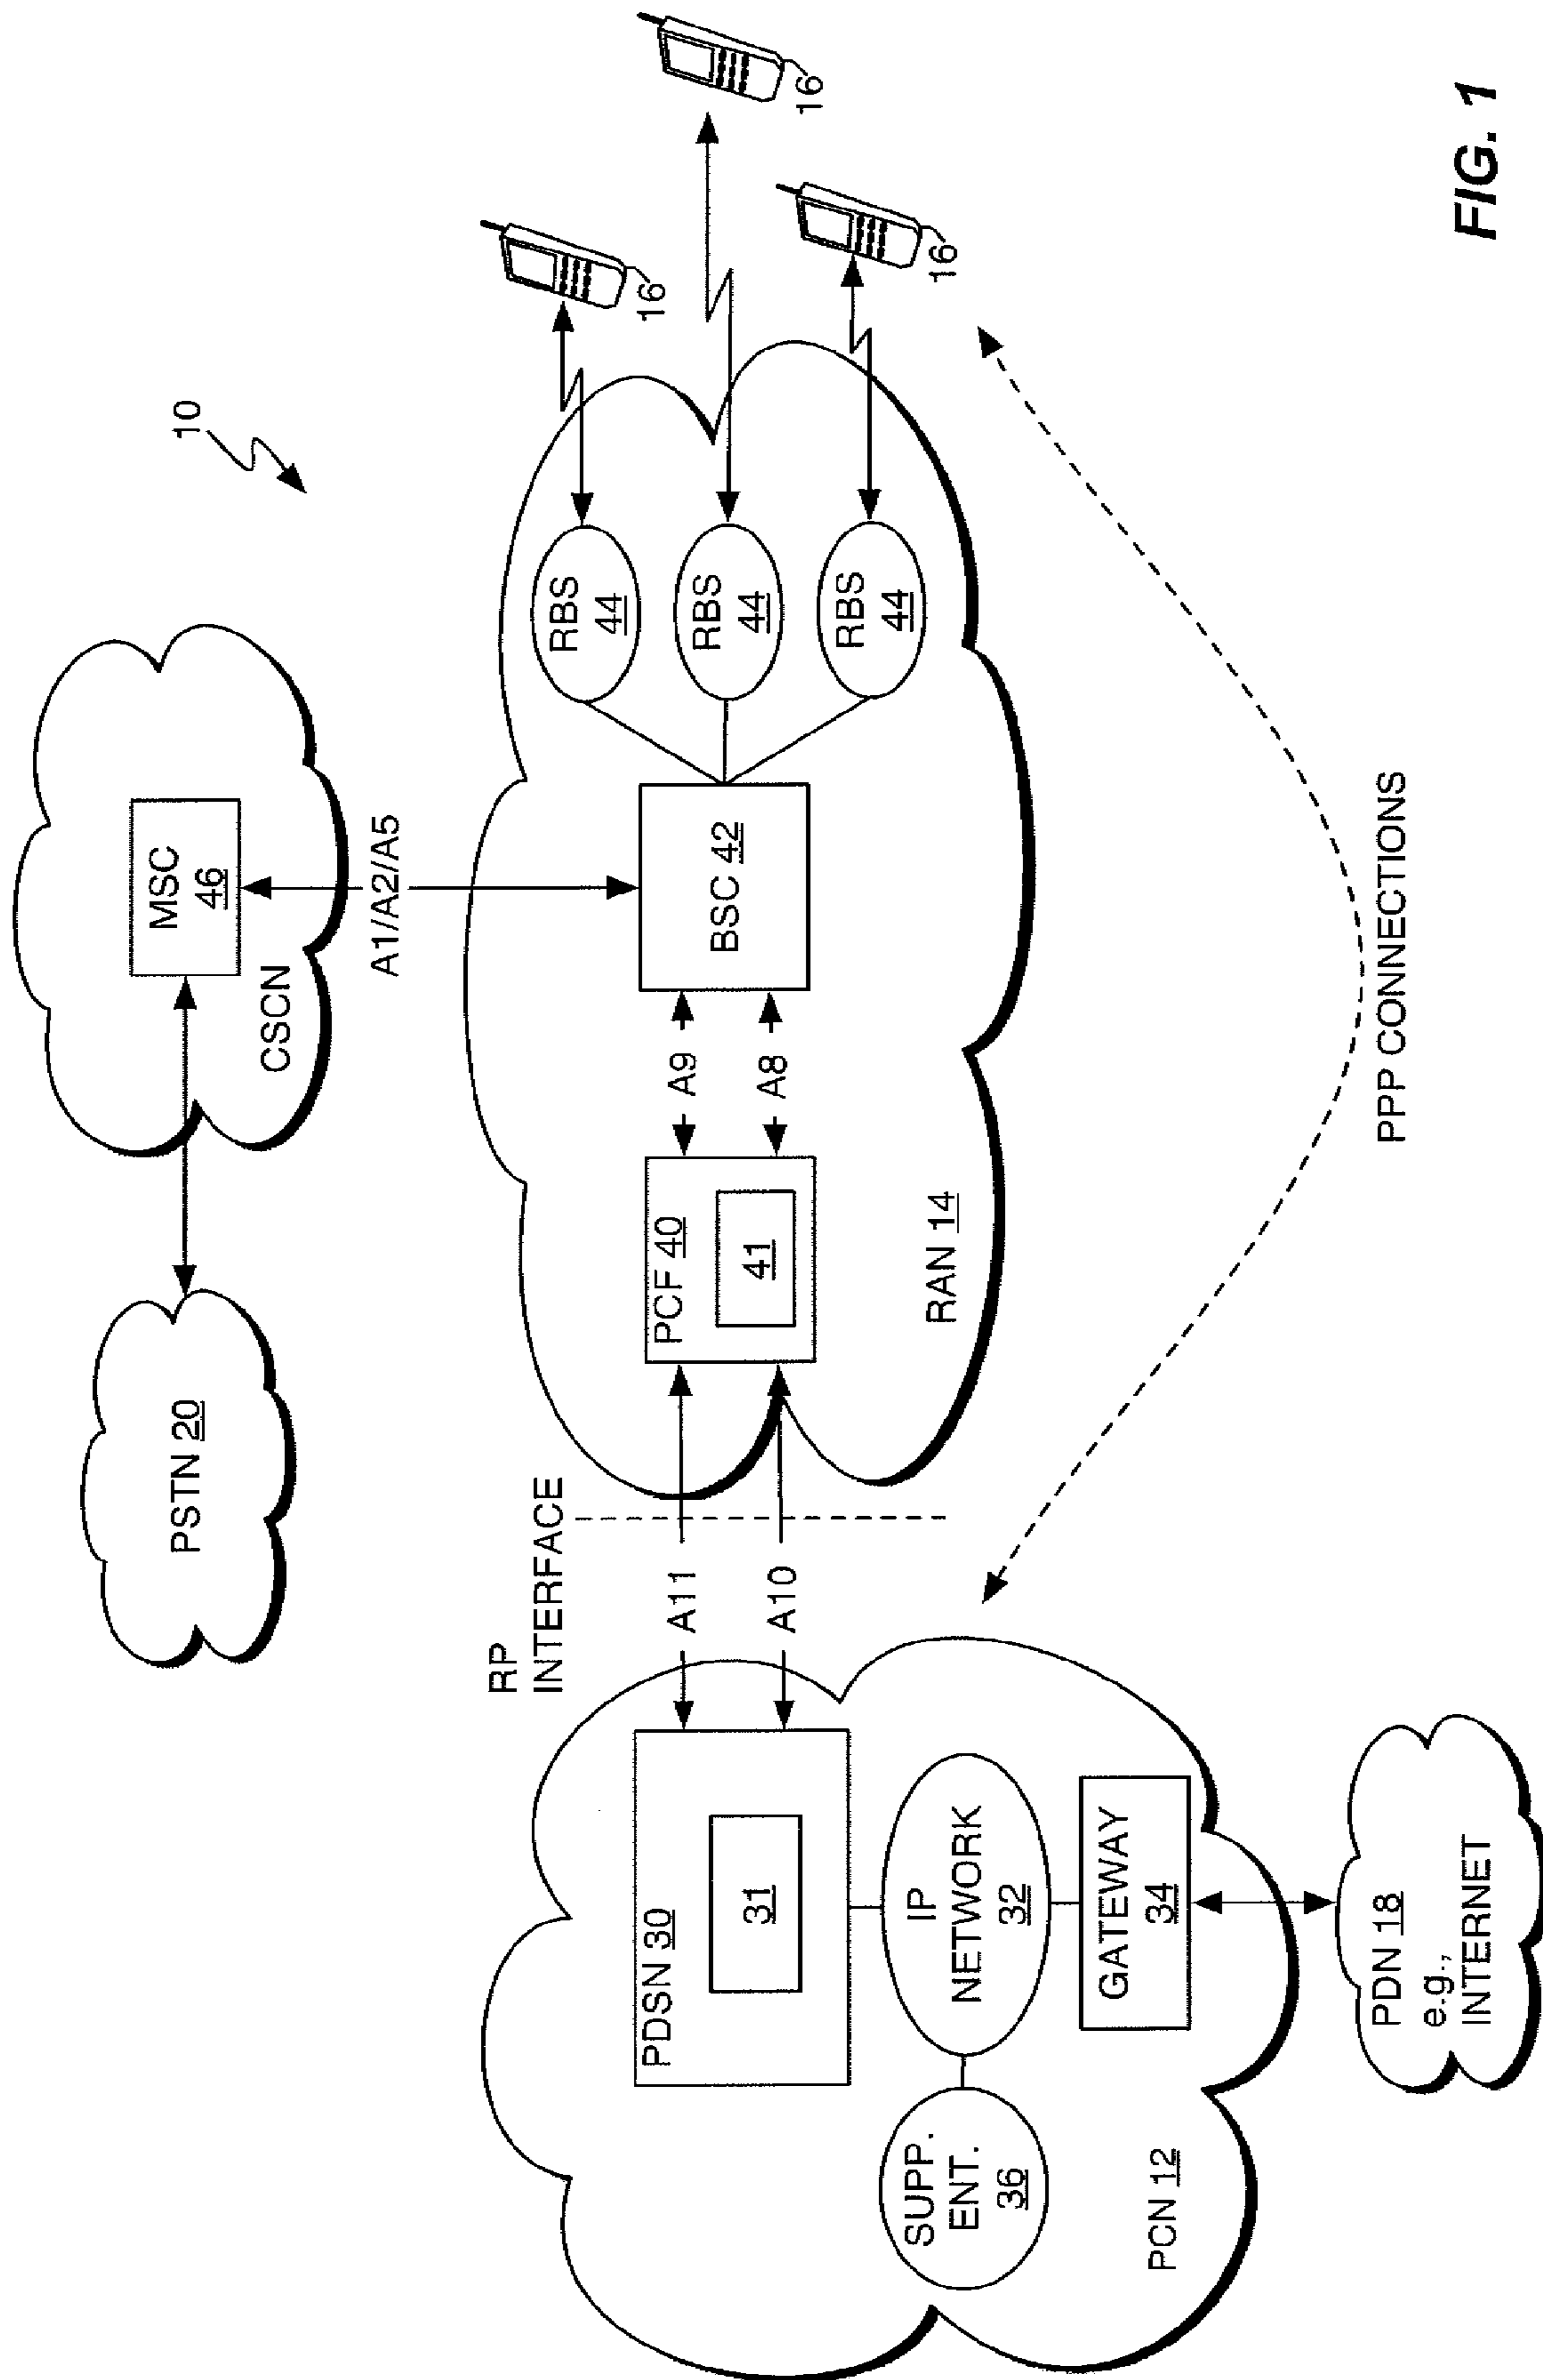 10
PSTN 20
MSC
46
CSCN
A1/A2/A5
16
16
16
RP
INTERFACE
A11
A10
PCF 40
41
A9
A8
BSC 42
RBS
44
RBS
44
RBS
44
RAN 14
PDSN 30
31
IP
NETWORK
32
SUPP.
ENT.
36
GATEWAY
34
PCN 12
PDN 18
e.g.,
INTERNET
PPP CONNECTIONS
FIG. 1